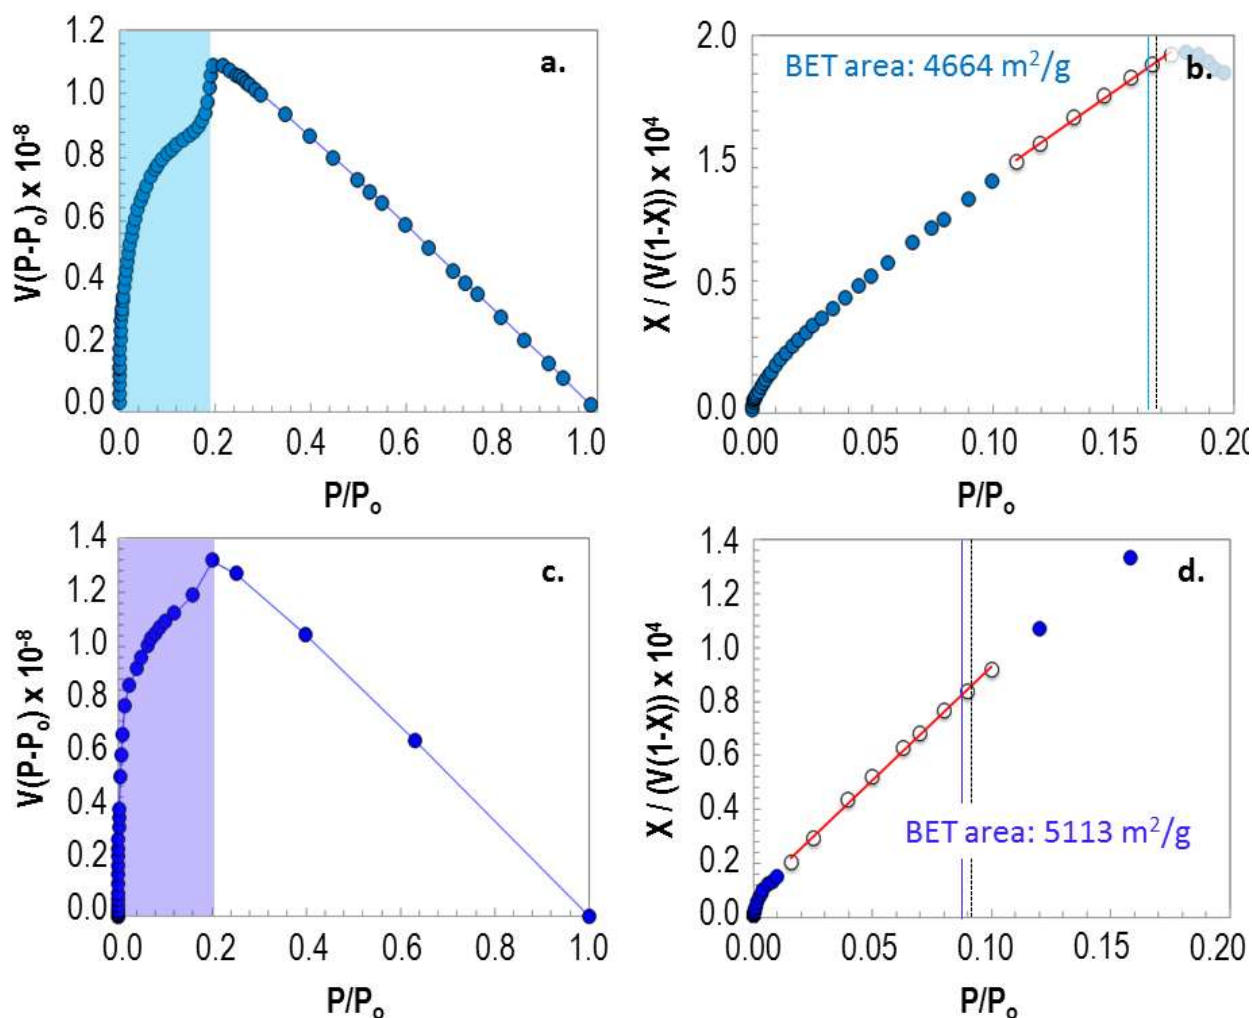 a.
V(P-Pₒ) x 10⁻⁸
1.2
1.0
0.8
0.6
0.4
0.2
0.0
0.0 0.2 0.4 0.6 0.8 1.0
P/Pₒ
b.
BET area: 4664 m²/g
X / (V(1-X)) x 10⁴
2.0
1.5
0.5
0.0
0.00 0.05 0.10 0.15 0.20
P/Pₒ
c.
V(P-Pₒ) x 10⁻⁸
1.4
1.2
1.0
0.8
0.6
0.4
0.2
0.0
0.0 0.2 0.4 0.6 0.8 1.0
P/Pₒ
d.
X / (V(1-X)) x 10⁴
1.4
1.2
1.0
0.8
0.6
0.4
0.2
0.0
BET area: 5113 m²/g
0.00 0.05 0.10 0.15 0.20
P/Pₒ